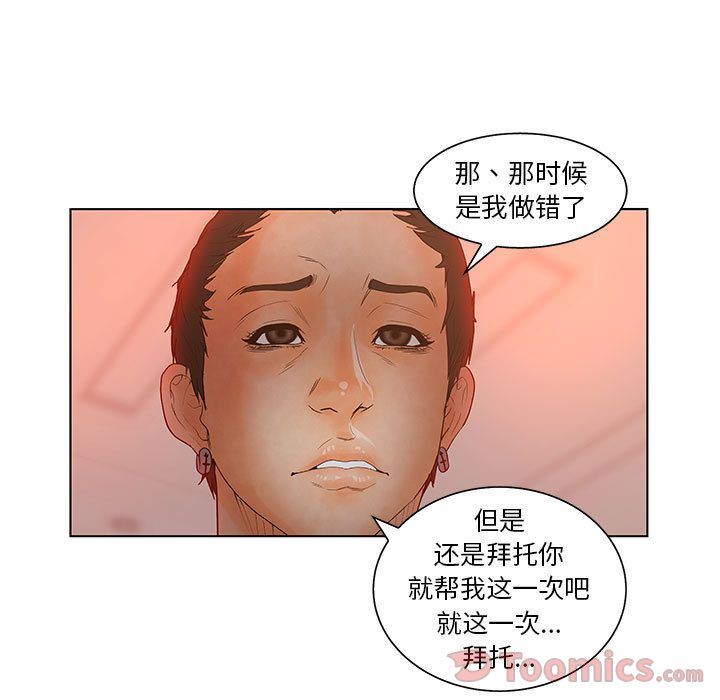 那、那时候
是我做错了
但是
还是拜托你
就帮我这一次吧
就这一次...
拜托...
Toomics.com